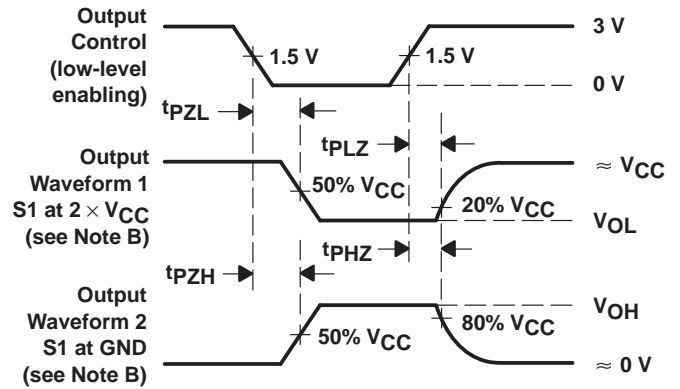 Output
Control
(low-level
enabling)
1.5 V
1.5 V
3 V
0 V
tPZL
tPLZ
Output
Waveform 1
S1 at 2 × VCC
(see Note B)
50% VCC
20% VCC
≈ VCC
VOL
tPZH
tPHZ
Output
Waveform 2
S1 at GND
(see Note B)
50% VCC
80% VCC
VOH
≈ 0 V